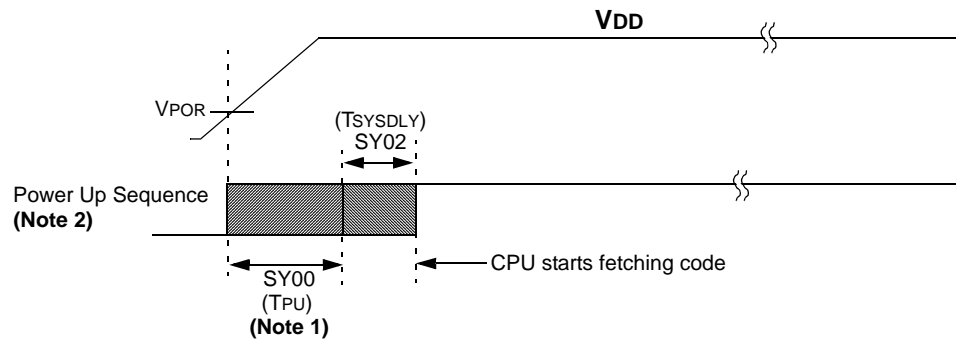 VDD
VPOR
(TSYSDLY)
SY02
Power Up Sequence
(Note 2)
CPU starts fetching code
SY00
(TPU)
(Note 1)